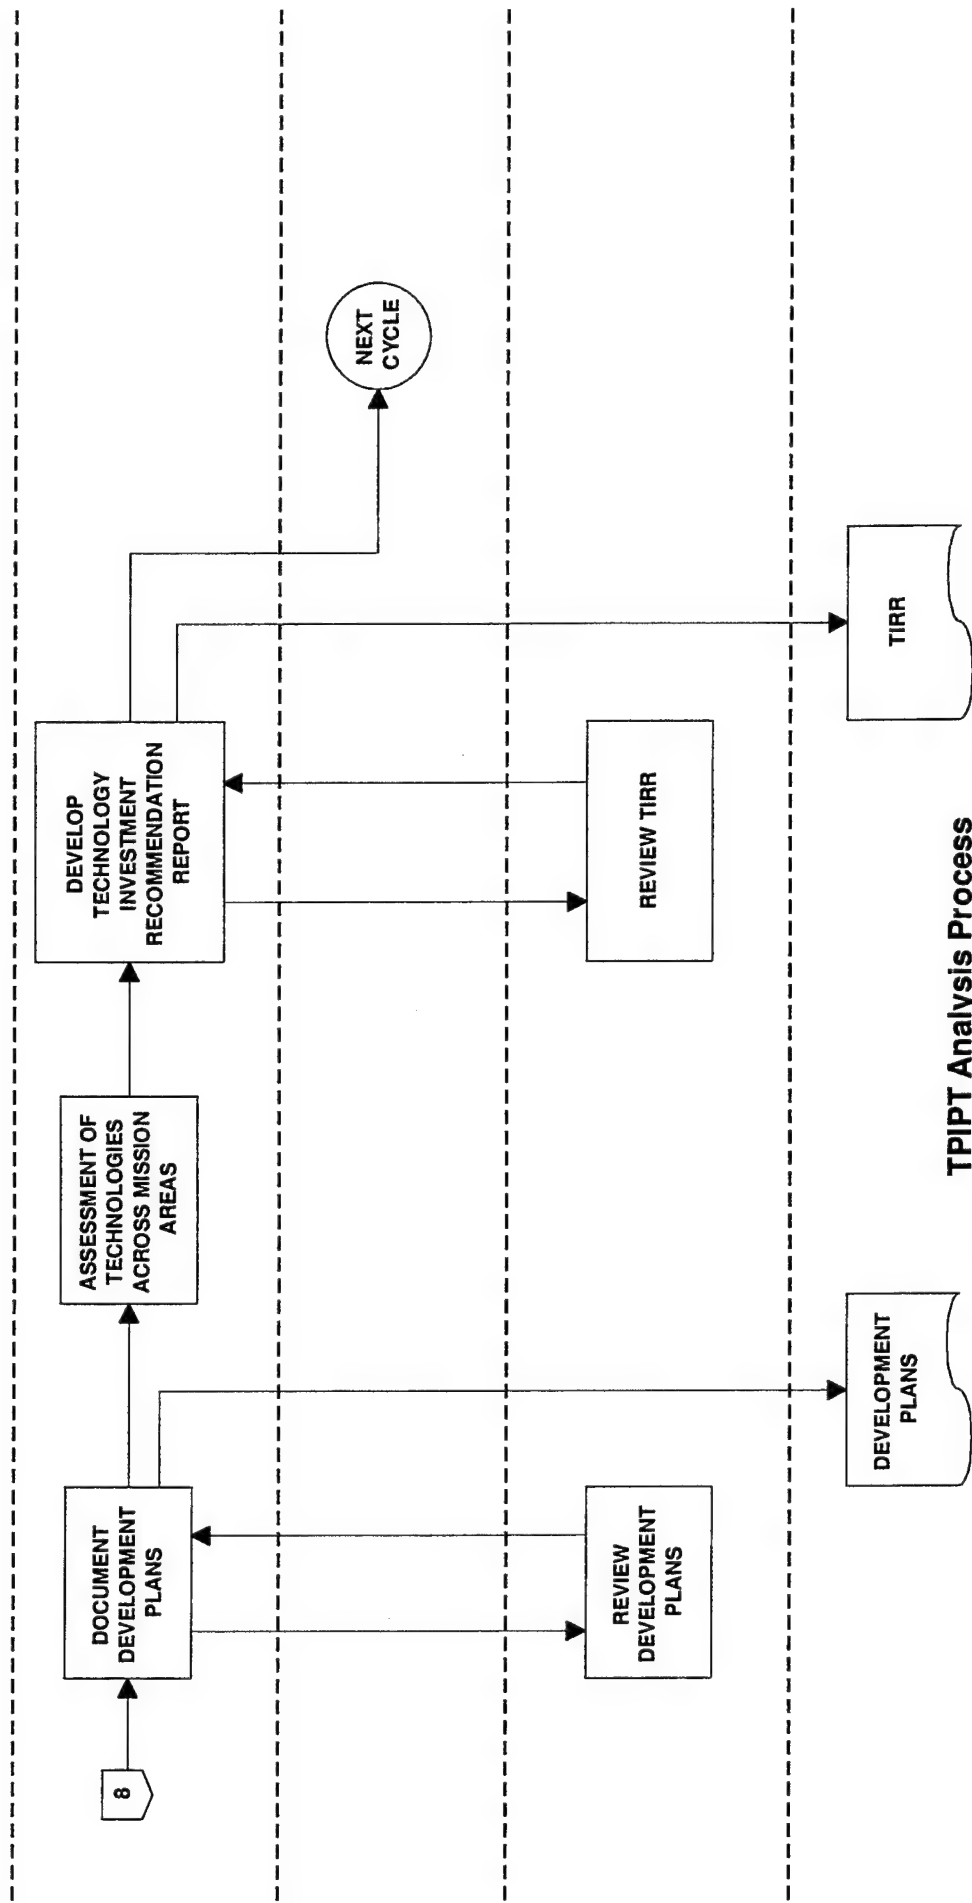 8
DOCUMENT
DEVELOPMENT
PLANS
ASSESSMENT OF
TECHNOLOGIES
ACROSS MISSION
AREAS
DEVELOP
TECHNOLOGY
INVESTMENT
RECOMMENDATION
REPORT
NEXT
CYCLE
REVIEW
DEVELOPMENT
PLANS
REVIEW TIRR
DEVELOPMENT
PLANS
TIRR
TPIPT Analysis Process